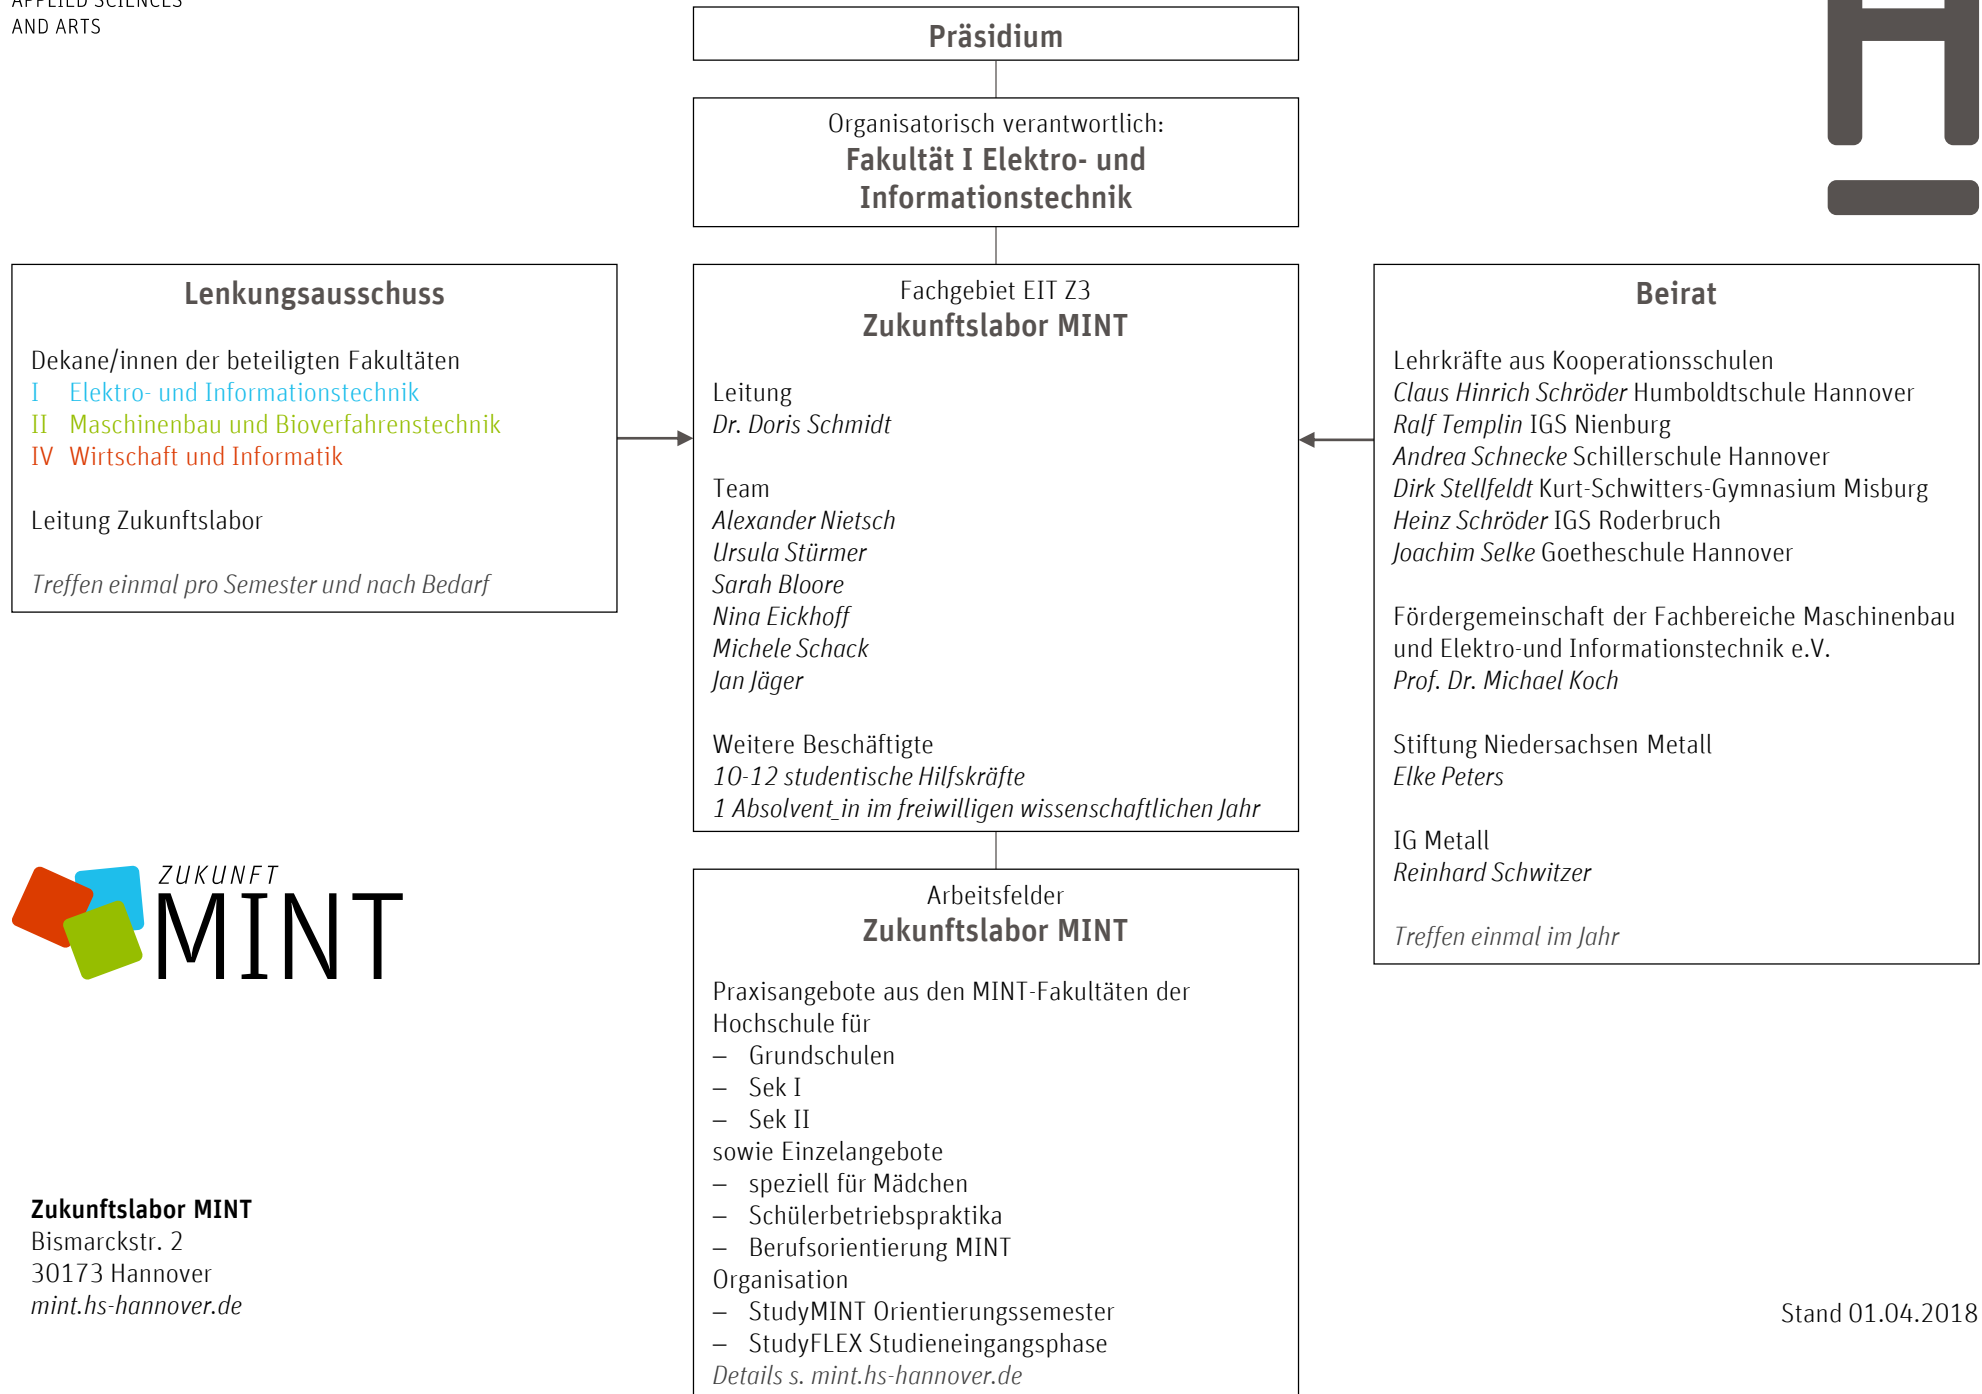 APPLIED SCIENCES
AND ARTS
Präsidium
Organisatorisch verantwortlich:
Fakultät I Elektro- und
Informationstechnik
Lenkungsausschuss
Dekane/innen der beteiligten Fakultäten
I Elektro- und Informationstechnik
II Maschinenbau und Bioverfahrenstechnik
IV Wirtschaft und Informatik
Leitung Zukunftslabor
Treffen einmal pro Semester und nach Bedarf
Fachgebiet EIT Z3
Zukunftslabor MINT
Leitung
Dr. Doris Schmidt
Team
Alexander Nietsch
Ursula Stürmer
Sarah Bloore
Nina Eickhoff
Michele Schack
Jan Jäger
Weitere Beschäftigte
10-12 studentische Hilfskräfte
1 Absolvent_in im freiwilligen wissenschaftlichen Jahr
Beirat
Lehrkräfte aus Kooperationsschulen
Claus Hinrich Schröder Humboldtschule Hannover
Ralf Templin IGS Nienburg
Andrea Schnecke Schillerschule Hannover
Dirk Stellfeldt Kurt-Schwitters-Gymnasium Misburg
Heinz Schröder IGS Roderbruch
Joachim Selke Goetheschule Hannover
Fördergemeinschaft der Fachbereiche Maschinenbau
und Elektro-und Informationstechnik e.V.
Prof. Dr. Michael Koch
Stiftung Niedersachsen Metall
Elke Peters
IG Metall
Reinhard Schwitzer
Treffen einmal im Jahr
Arbeitsfelder
Zukunftslabor MINT
Praxisangebote aus den MINT-Fakultäten der
Hochschule für
– Grundschulen
– Sek I
– Sek II
sowie Einzelangebote
– speziell für Mädchen
– Schülerbetriebspraktika
– Berufsorientierung MINT
Organisation
– StudyMINT Orientierungssemester
– StudyFLEX Studieneingangsphase
Details s. mint.hs-hannover.de
ZUKUNFT
MINT
Zukunftslabor MINT
Bismarckstr. 2
30173 Hannover
mint.hs-hannover.de
Stand 01.04.2018
H